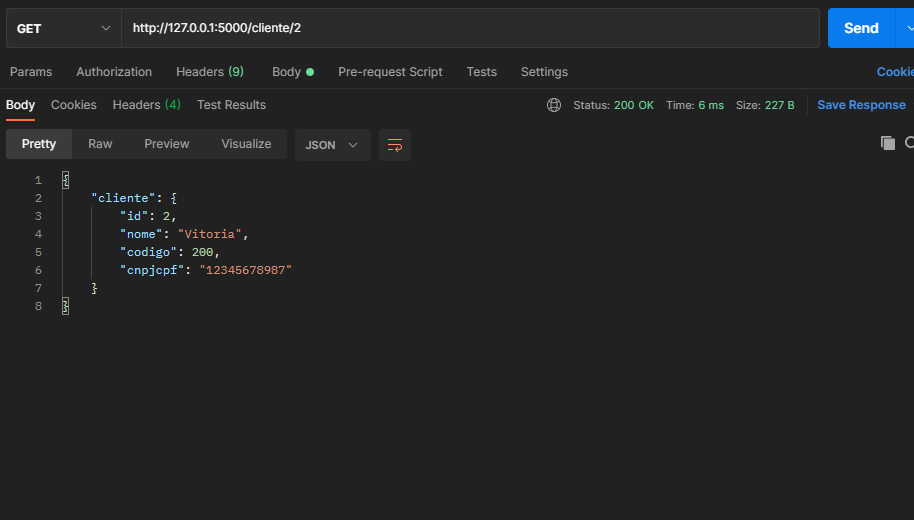 GET http://127.0.0.1:5000/cliente/2 Send
Params Authorization Headers (9) Body Pre-request Script Tests Settings
Body Cookies Headers (4) Test Results Status: 200 OK Time: 6 ms Size: 227 B Save Response
Pretty Raw Preview Visualize JSON
1 {
2 "cliente": {
3 "id": 2,
4 "nome": "Vitoria",
5 "codigo": 200,
6 "cnpjcpf": "12345678987"
7 }
8 }